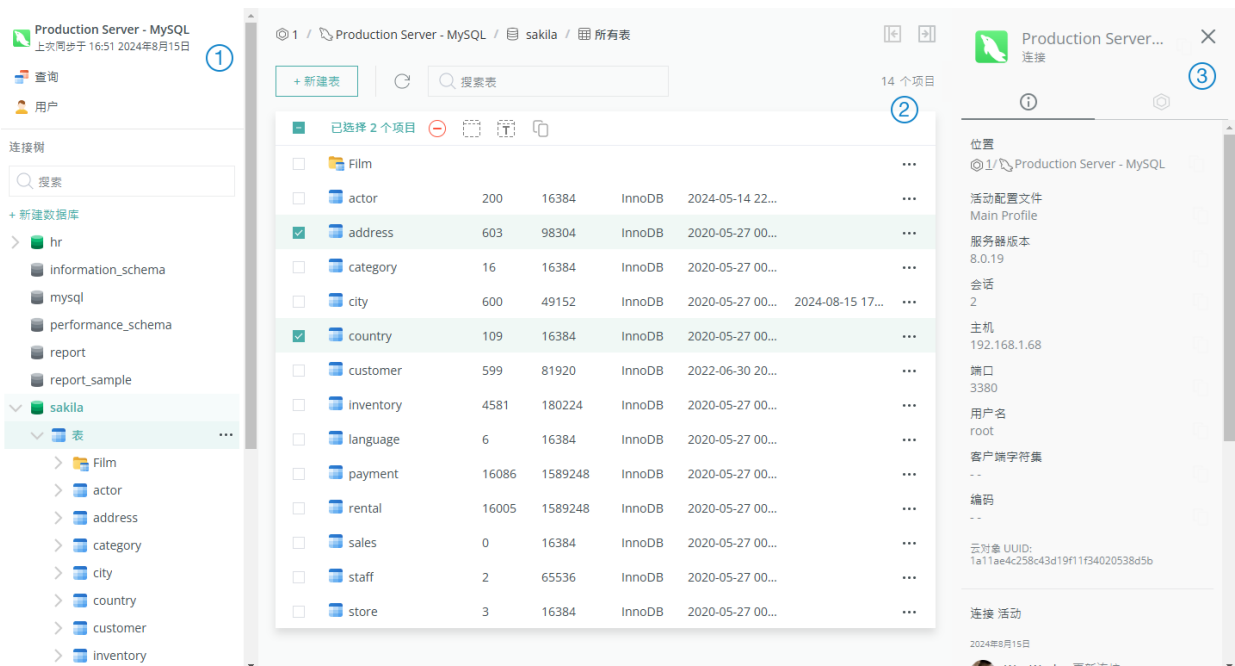 Production Server - MySQL
上次同步于 16:51 2024年8月15日
1
查询
用户
连接树
搜索
+ 新建数据库
hr
information_schema
mysql
performance_schema
report
report_sample
sakila
表
Film
actor
address
category
city
country
customer
inventory
1 / Production Server - MySQL / sakila / 所有表
+ 新建表
搜索表
14 个项目
2
已选择 2 个项目
Film
actor 200 16384 InnoDB 2024-05-14 22...
address 603 98304 InnoDB 2020-05-27 00...
category 16 16384 InnoDB 2020-05-27 00...
city 600 49152 InnoDB 2020-05-27 00... 2024-08-15 17...
country 109 16384 InnoDB 2020-05-27 00...
customer 599 81920 InnoDB 2022-06-30 20...
inventory 4581 180224 InnoDB 2020-05-27 00...
language 6 16384 InnoDB 2020-05-27 00...
payment 16086 1589248 InnoDB 2020-05-27 00...
rental 16005 1589248 InnoDB 2020-05-27 00...
sales 0 16384 InnoDB 2020-05-27 00...
staff 2 65536 InnoDB 2020-05-27 00...
store 3 16384 InnoDB 2020-05-27 00...
Production Server...
连接
3
位置
1/ Production Server - MySQL
活动配置文件
Main Profile
服务器版本
8.0.19
会话
2
主机
192.168.1.68
端口
3380
用户名
root
客户端字符集
- -
编码
- -
云对象 UUID:
1a11ae4c258c43d19f11f34020538d5b
连接 活动
2024年8月15日